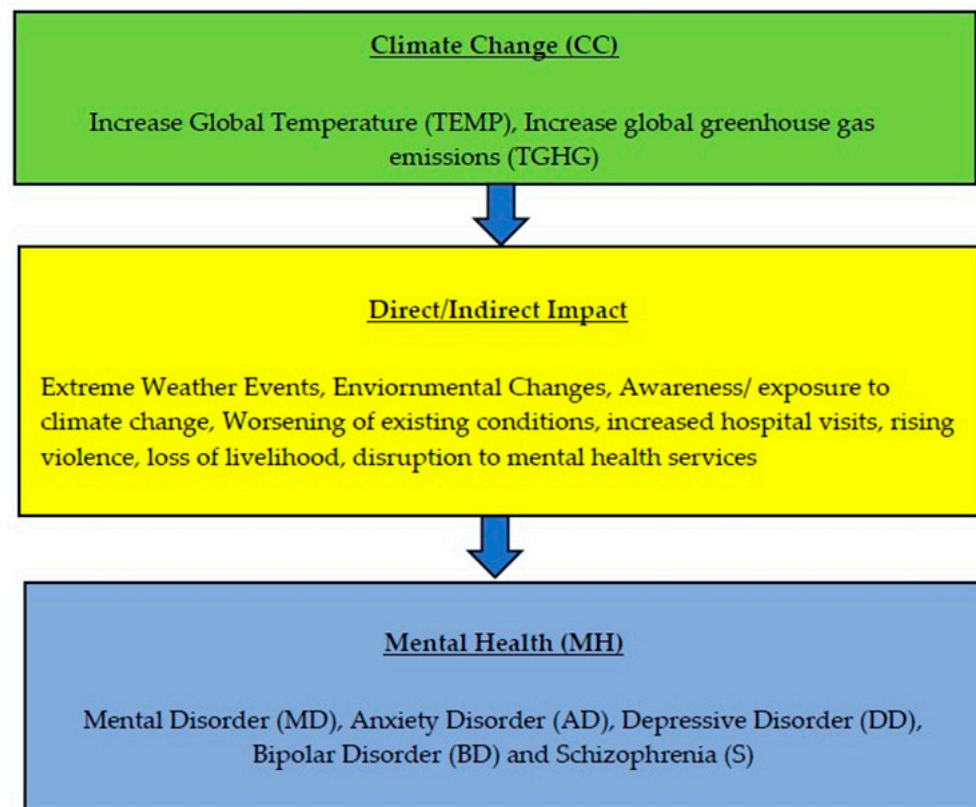 Climate Change (CC)
Increase Global Temperature (TEMP), Increase global greenhouse gas
emissions (TGHG)
Direct/Indirect Impact
Extreme Weather Events, Enviornmental Changes, Awareness/ exposure to
climate change, Worsening of existing conditions, increased hospital visits, rising
violence, loss of livelihood, disruption to mental health services
Mental Health (MH)
Mental Disorder (MD), Anxiety Disorder (AD), Depressive Disorder (DD),
Bipolar Disorder (BD) and Schizophrenia (S)